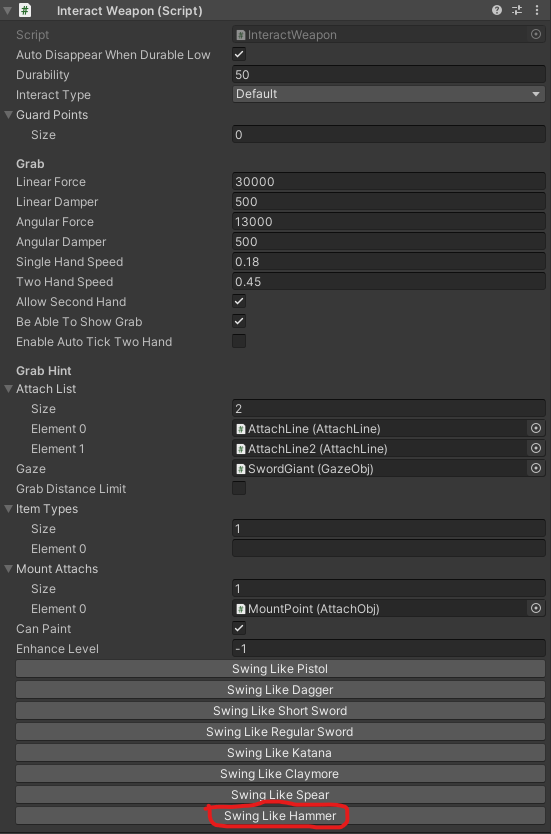 Interact Weapon (Script)
Script InteractWeapon
Auto Disappear When Durable Low
Durability 50
Interact Type Default
Guard Points
Size 0
Grab
Linear Force 30000
Linear Damper 500
Angular Force 13000
Angular Damper 500
Single Hand Speed 0.18
Two Hand Speed 0.45
Allow Second Hand
Be Able To Show Grab
Enable Auto Tick Two Hand
Grab Hint
Attach List
Size 2
Element 0 AttachLine (AttachLine)
Element 1 AttachLine2 (AttachLine)
Gaze SwordGiant (GazeObj)
Grab Distance Limit
Item Types
Size 1
Element 0
Mount Attachs
Size 1
Element 0 MountPoint (AttachObj)
Can Paint
Enhance Level -1
Swing Like Pistol
Swing Like Dagger
Swing Like Short Sword
Swing Like Regular Sword
Swing Like Katana
Swing Like Claymore
Swing Like Spear
Swing Like Hammer